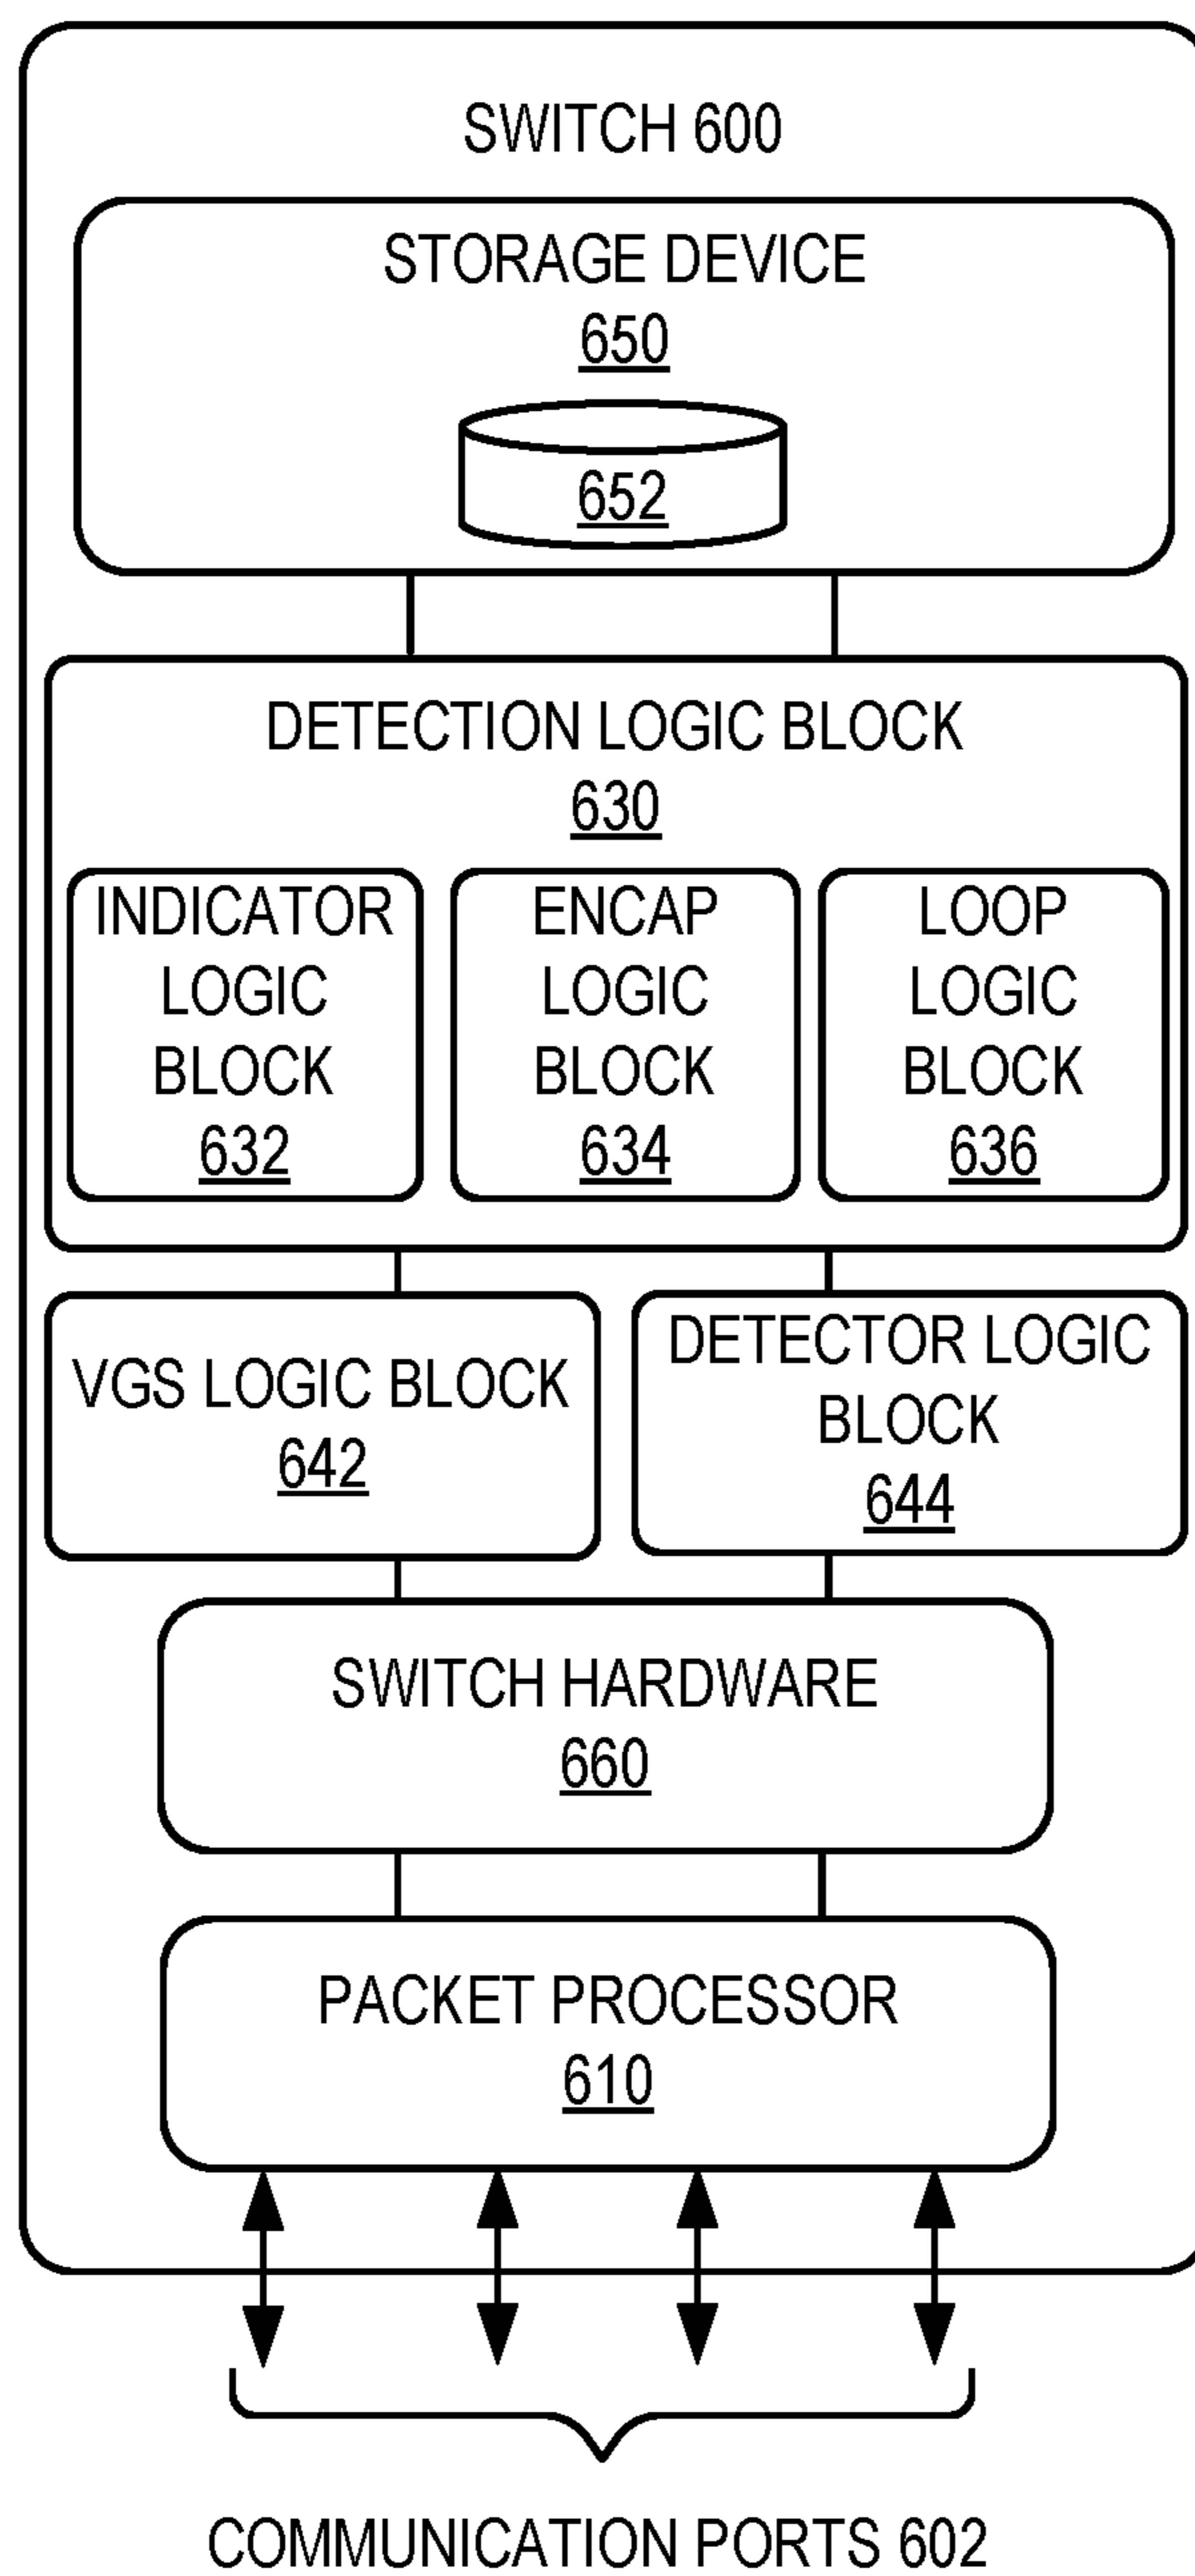 SWITCH 600
STORAGE DEVICE
650
652
DETECTION LOGIC BLOCK
630
INDICATOR
LOGIC
BLOCK
632
ENCAP
LOGIC
BLOCK
634
LOOP
LOGIC
BLOCK
636
VGS LOGIC BLOCK
642
DETECTOR LOGIC
BLOCK
644
SWITCH HARDWARE
660
PACKET PROCESSOR
610
COMMUNICATION PORTS 602